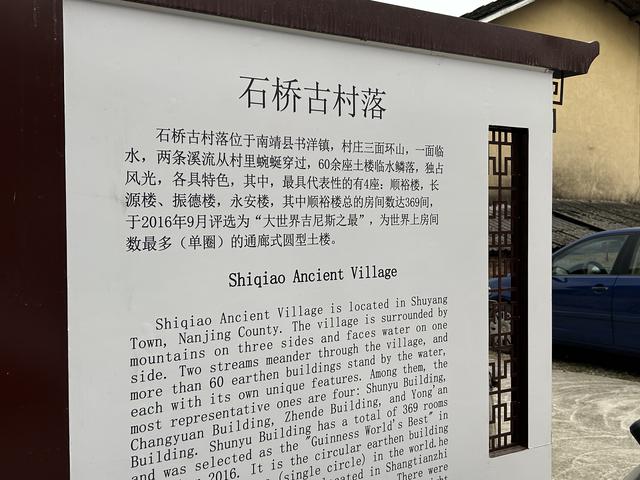 石桥古村落
石桥古村落位于南靖县书洋镇，村庄三面环山，一面临
水，两条溪流从村里蜿蜒穿过，60余座土楼临水鳞落，独占
风光，各具特色，其中，最具代表性的有4座：顺裕楼，长
源楼、振德楼，永安楼，其中顺裕楼总的房间数达369间，
于2016年9月评选为“大世界吉尼斯之最”，为世界上房间
数最多（单圈）的通廊式圆型土楼。
Shiqiao Ancient Village
Shiqiao Ancient Village is located in Shuyang
Town, Nanjing County. The village is surrounded by
mountains on three sides and faces water on one
side. Two streams meander through the village, and
more than 60 earthen buildings stand by the water,
each with its own unique features. Among them, the
most representative ones are four: Shunyu Building,
Changyuan Building, Zhende Building, and Yong'an
Building. Shunyu Building has a total of 369 rooms
and was selected as the "Guinness World's Best" in
2016. It is the circular earthen building
(single circle) in the world, he
located in Shangtianzhi
There were